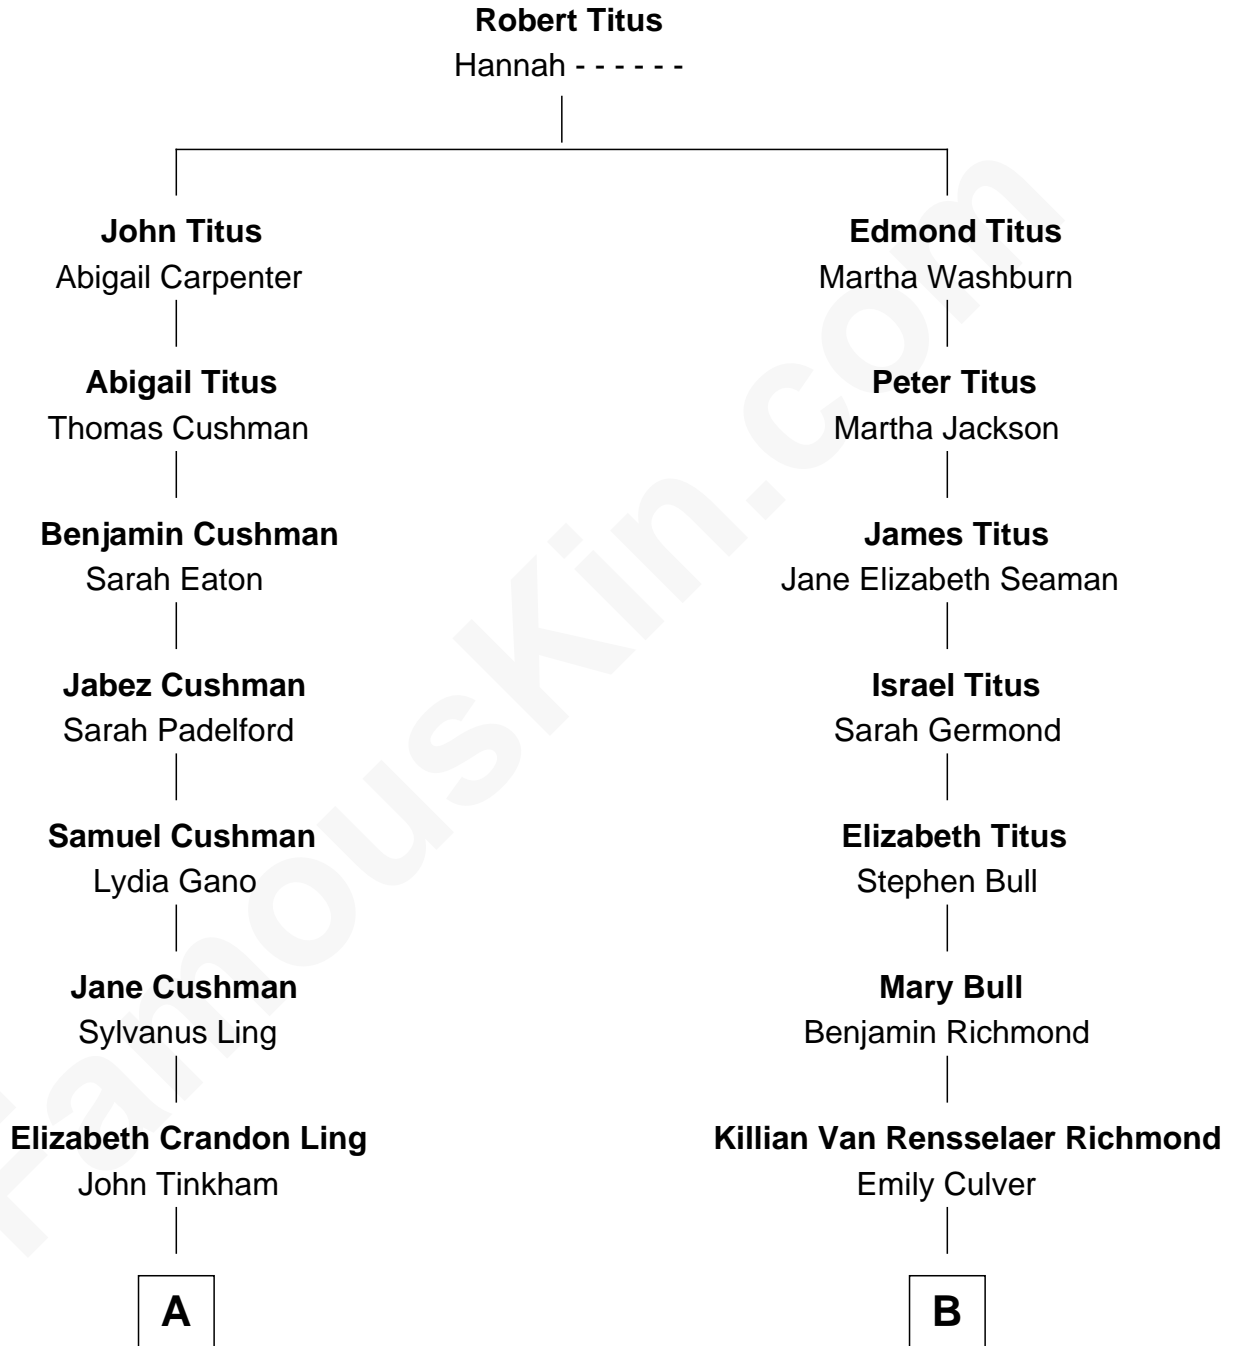 Robert Titus
Hannah - - - - - -
John Titus
Abigail Carpenter
Edmond Titus
Martha Washburn
Abigail Titus
Thomas Cushman
Peter Titus
Martha Jackson
Benjamin Cushman
Sarah Eaton
James Titus
Jane Elizabeth Seaman
Jabez Cushman
Sarah Padelford
Israel Titus
Sarah Germond
Samuel Cushman
Lydia Gano
Elizabeth Titus
Stephen Bull
Jane Cushman
Sylvanus Ling
Mary Bull
Benjamin Richmond
Elizabeth Crandon Ling
John Tinkham
Killian Van Rensselaer Richmond
Emily Culver
A
B
FamousKin.com